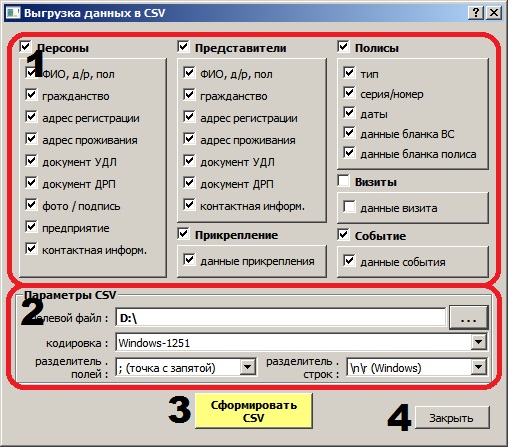 Выгрузка данных в CSV
Персоны
1
ФИО, д/р, пол
гражданство
адрес регистрации
адрес проживания
документ УДЛ
документ ДРП
фото / подпись
предприятие
контактная информ.
Представители
ФИО, д/р, пол
гражданство
адрес регистрации
адрес проживания
документ УДЛ
документ ДРП
контактная информ.
Прикрепление
данные прикрепления
Полисы
тип
серия/номер
даты
данные бланка ВС
данные бланка полиса
Визиты
данные визита
Событие
данные события
Параметры CSV
2
целевой файл : D:\ ...
кодировка : Windows-1251
разделитель . полей : ; (точка с запятой)
разделитель . строк : \n\r (Windows)
3
Сформировать
CSV
4
Закрыть